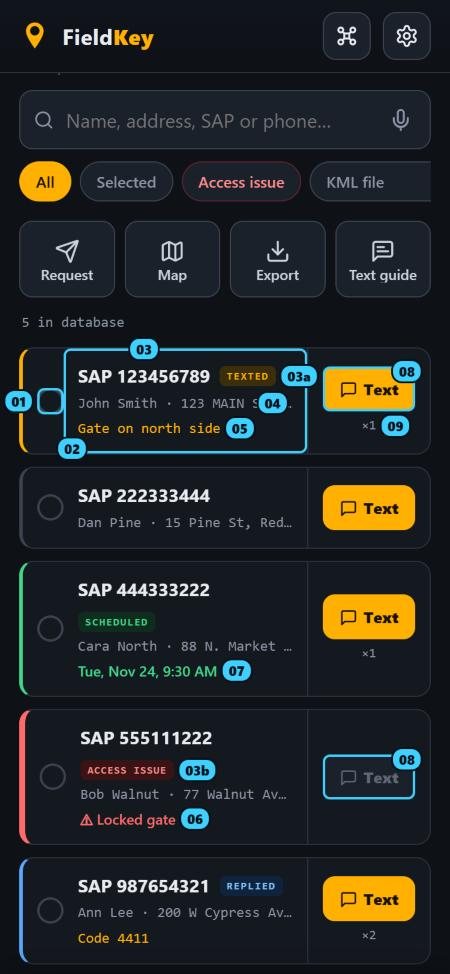 FieldKey
Name, address, SAP or phone...
All Selected Access issue KML file
Request Map Export Text guide
5 in database
03
SAP 123456789 TEXTED 03a 08
01 John Smith · 123 MAIN 04 . Text
Gate on north side 05 ×1 09
02
SAP 222333444
Dan Pine · 15 Pine St, Red… Text
SAP 444333222
SCHEDULED Text
Cara North · 88 N. Market …
×1
Tue, Nov 24, 9:30 AM 07
SAP 555111222
08
ACCESS ISSUE 03b Text
Bob Walnut · 77 Walnut Av…
⚠ Locked gate 06
SAP 987654321 REPLIED
Text
Ann Lee · 200 W Cypress Av…
Code 4411 ×2